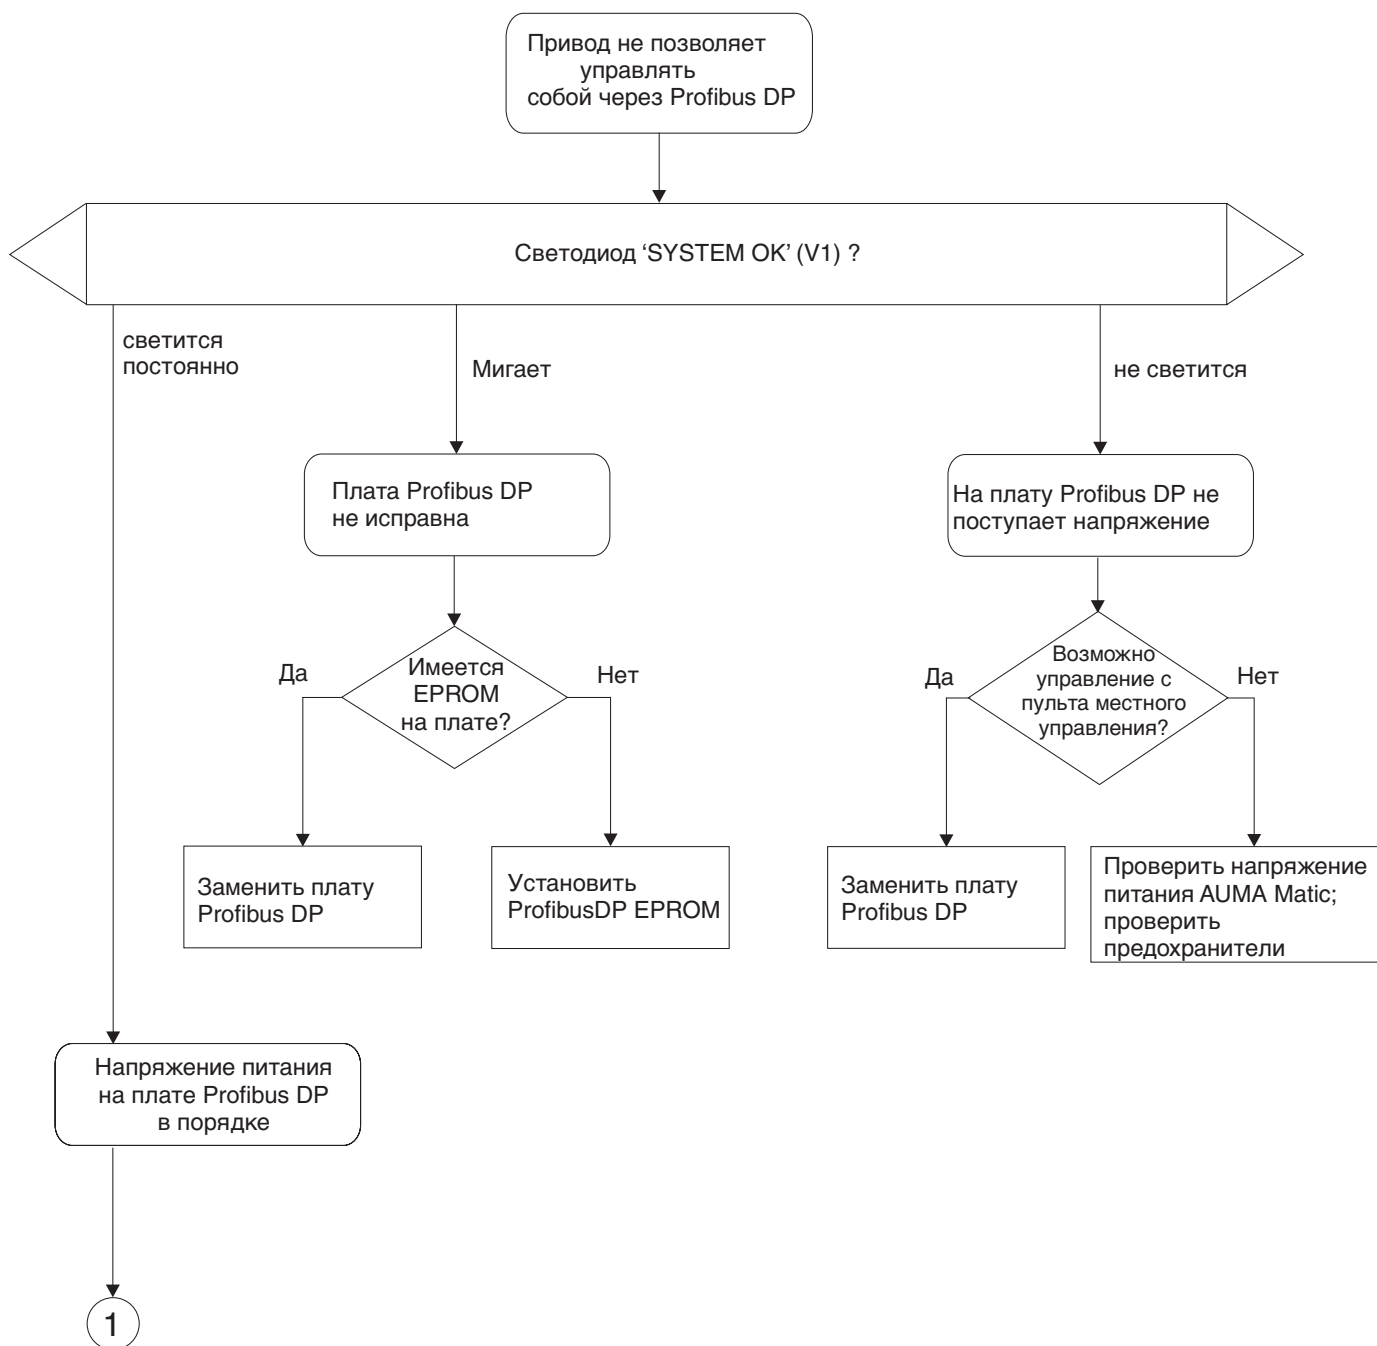 Привод не позволяет
управлять
собой через Profibus DP
Светодиод ‘SYSTEM OK’ (V1) ?
светится
постоянно
Мигает
не светится
Плата Profibus DP
не исправна
На плату Profibus DP не
поступает напряжение
Да
Имеется
EPROM
на плате?
Нет
Да
Возможно
управление с
пульта местного
управления?
Нет
Заменить плату
Profibus DP
Установить
ProfibusDP EPROM
Заменить плату
Profibus DP
Проверить напряжение
питания AUMA Matic;
проверить
предохранители
Напряжение питания
на плате Profibus DP
в порядке
1